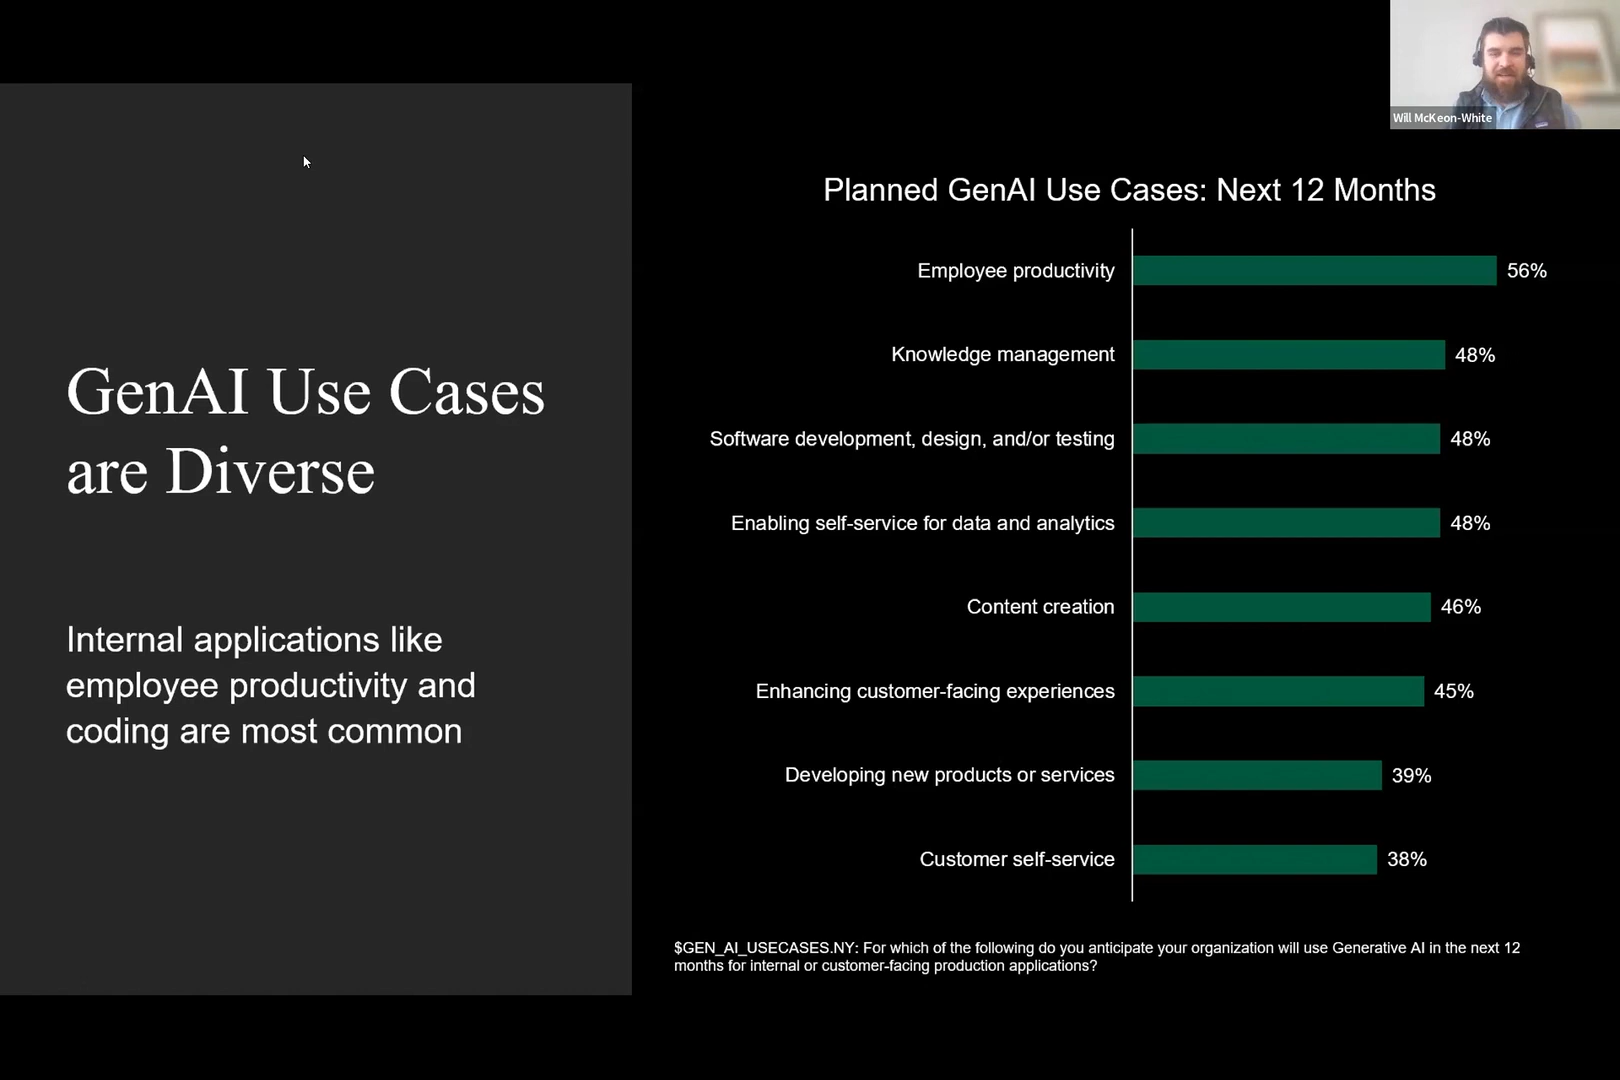 Will McKeon-White
GenAI Use Cases
are Diverse
Internal applications like
employee productivity and
coding are most common
Planned GenAI Use Cases: Next 12 Months
Employee productivity 56%
Knowledge management 48%
Software development, design, and/or testing 48%
Enabling self-service for data and analytics 48%
Content creation 46%
Enhancing customer-facing experiences 45%
Developing new products or services 39%
Customer self-service 38%
$GEN_AI_USECASES.NY: For which of the following do you anticipate your organization will use Generative AI in the next 12
months for internal or customer-facing production applications?